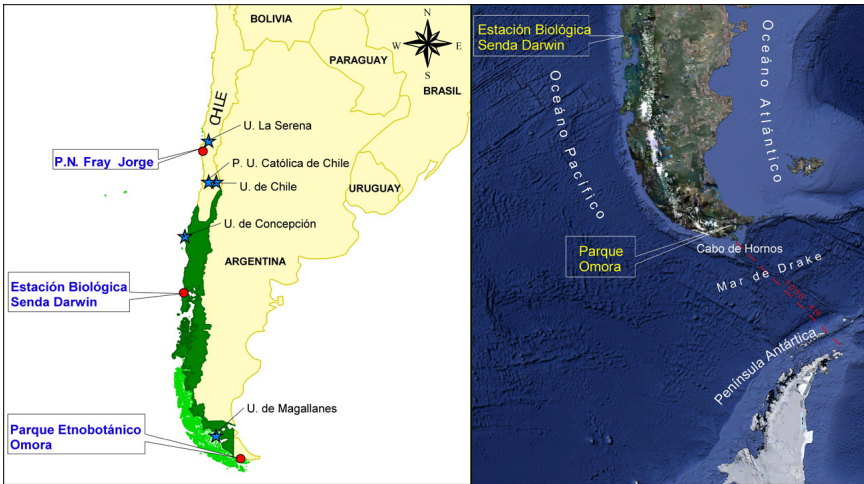 BOLIVIA
N
W E
S
PARAGUAY
BRASIL
CHILE
U. La Serena
P.N. Fray Jorge
P. U. Católica de Chile
U. de Chile
URUGUAY
U. de Concepción
ARGENTINA
Estación Biológica
Senda Darwin
U. de Magallanes
Parque Etnobotánico
Omora
Estación Biológica
Senda Darwin
Océano Atlántico
Océano Pacífico
Parque
Omora
Cabo de Hornos
Mar de Drake
Península Antártica